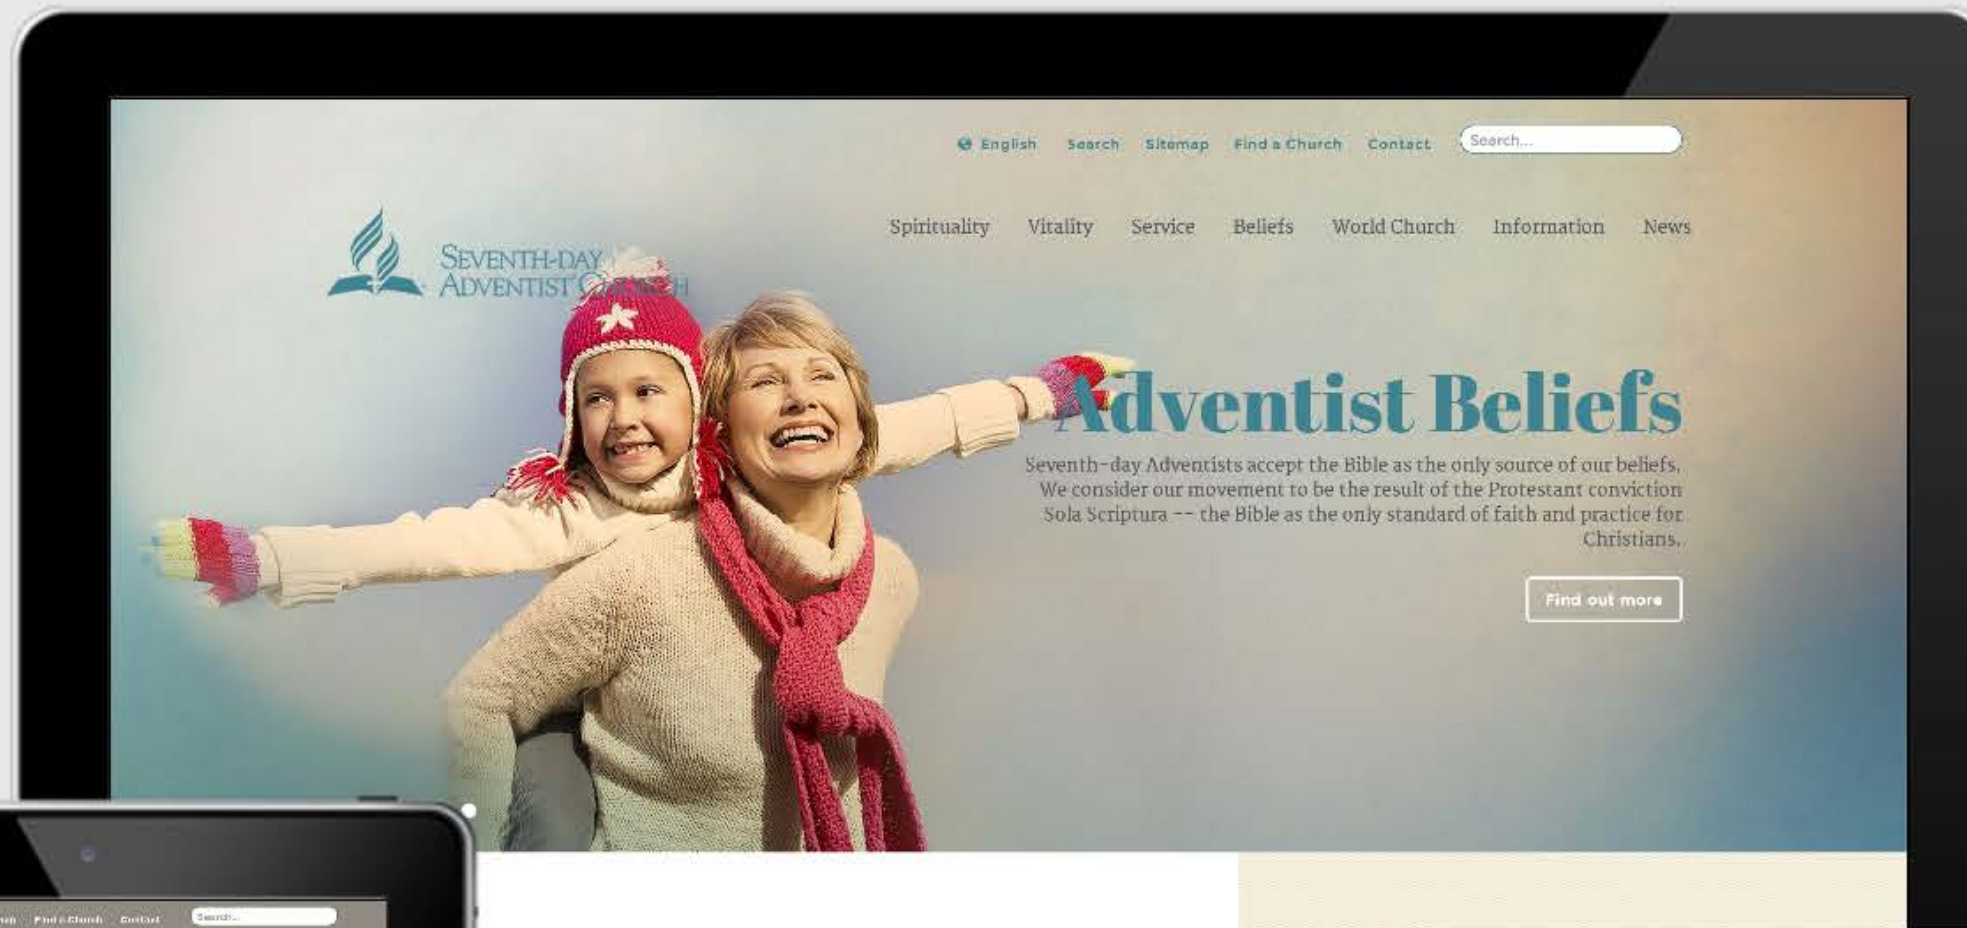 English Search Sitemap Find a Church Contact Search...
Spirituality Vitality Service Beliefs World Church Information News
SEVENTH-DAY
ADVENTIST CHURCH
Adventist Beliefs
Seventh-day Adventists accept the Bible as the only source of our beliefs.
We consider our movement to be the result of the Protestant conviction
Sola Scriptura -- the Bible as the only standard of faith and practice for
Christians.
Find out more
Find a Church Contact Search...